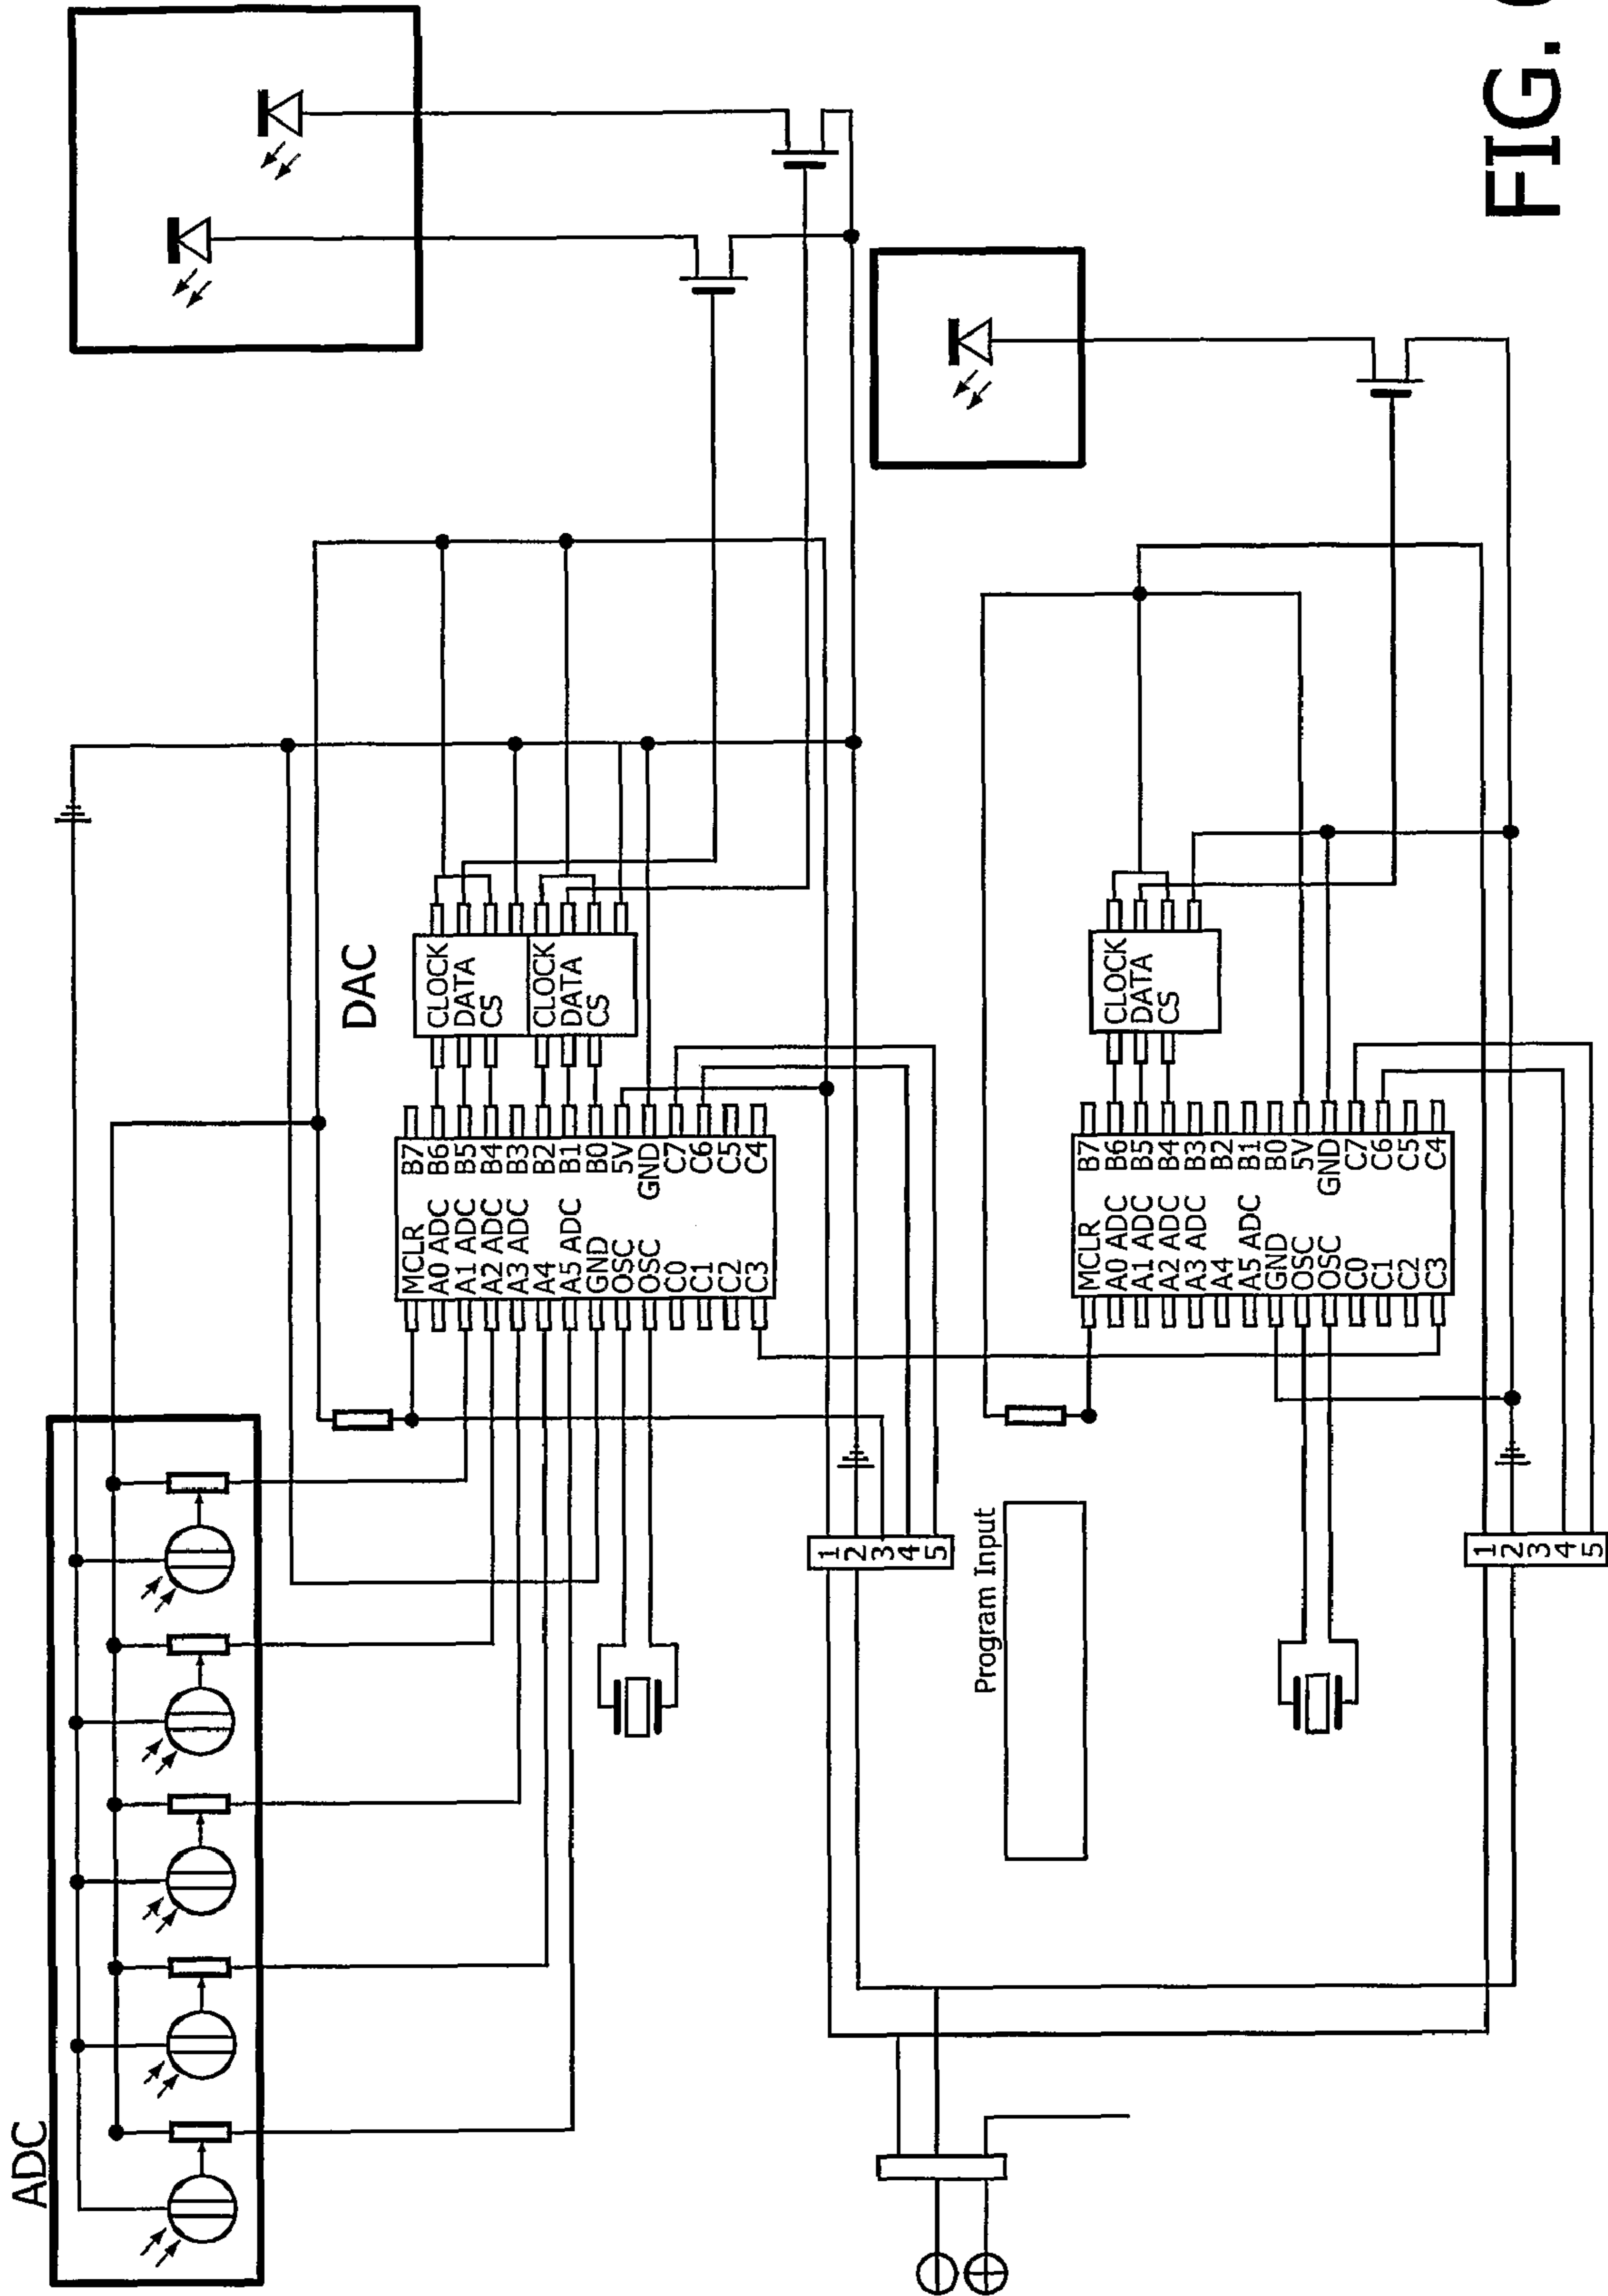 ADC
DAC
CLOCK
DATA
CS
CLOCK
DATA
CS
MCLR
A0 ADC
A1 ADC
A2 ADC
A3 ADC
A4
A5 ADC
GND
OSC
OSC
C0
C1
C2
C3
B7
B6
B5
B4
B3
B2
B1
B0
5V
GND
C7
C6
C5
C4
1
2
3
4
5
Program Input
CLOCK
DATA
CS
MCLR
A0 ADC
A1 ADC
A2 ADC
A3 ADC
A4
A5 ADC
GND
OSC
OSC
C0
C1
C2
C3
B7
B6
B5
B4
B3
B2
B1
B0
5V
GND
C7
C6
C5
C4
1
2
3
4
5
FIG.